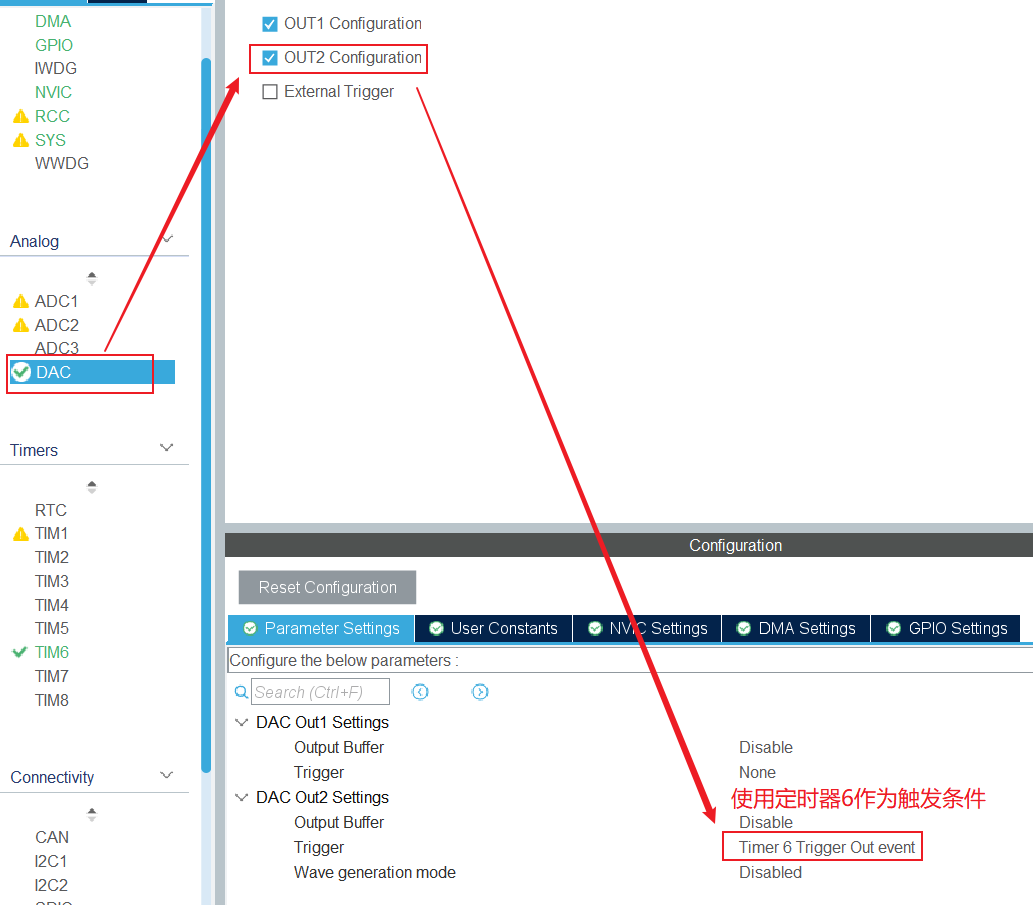 DMA
GPIO
IWDG
NVIC
RCC
SYS
WWDG
Analog
ADC1
ADC2
ADC3
DAC
Timers
RTC
TIM1
TIM2
TIM3
TIM4
TIM5
TIM6
TIM7
TIM8
Connectivity
CAN
I2C1
I2C2
OUT1 Configuration
OUT2 Configuration
External Trigger
Configuration
Reset Configuration
Parameter Settings
User Constants
NVIC Settings
DMA Settings
GPIO Settings
Configure the below parameters :
Search (Ctrl+F)
DAC Out1 Settings
Output Buffer Disable
Trigger None
DAC Out2 Settings
使用定时器6作为触发条件
Output Buffer Disable
Trigger Timer 6 Trigger Out event
Wave generation mode Disabled